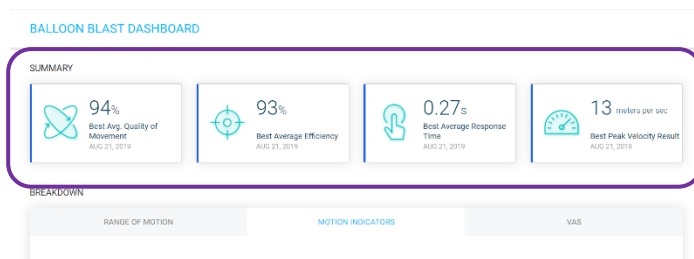 BALLOON BLAST DASHBOARD
SUMMARY
94%
Best Avg. Quality of
Movement
AUG 21, 2019
93%
Best Average Efficiency
AUG 21, 2019
0.27s
Best Average Response
Time
AUG 21, 2019
13 meters per sec
Best Peak Velocity Result
AUG 21, 2019
BREAKDOWN
RANGE OF MOTION
MOTION INDICATORS
VAS